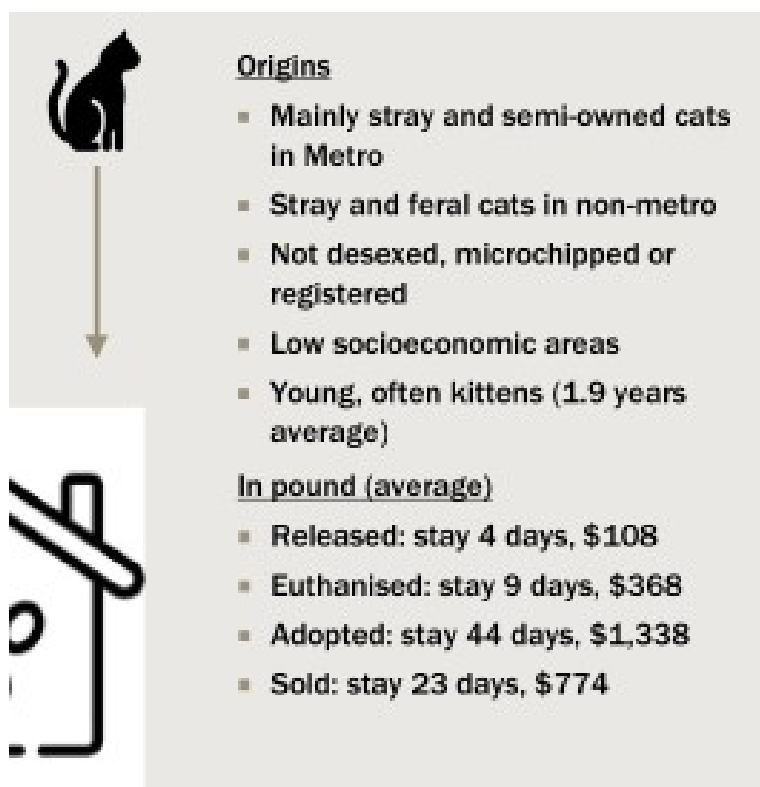 Origins
Mainly stray and semi-owned cats
in Metro
Stray and feral cats in non-metro
Not desexed, microchipped or
registered
Low socioeconomic areas
Young, often kittens (1.9 years
average)
In pound (average)
Released: stay 4 days, $108
Euthanised: stay 9 days, $368
Adopted: stay 44 days, $1,338
Sold: stay 23 days, $774